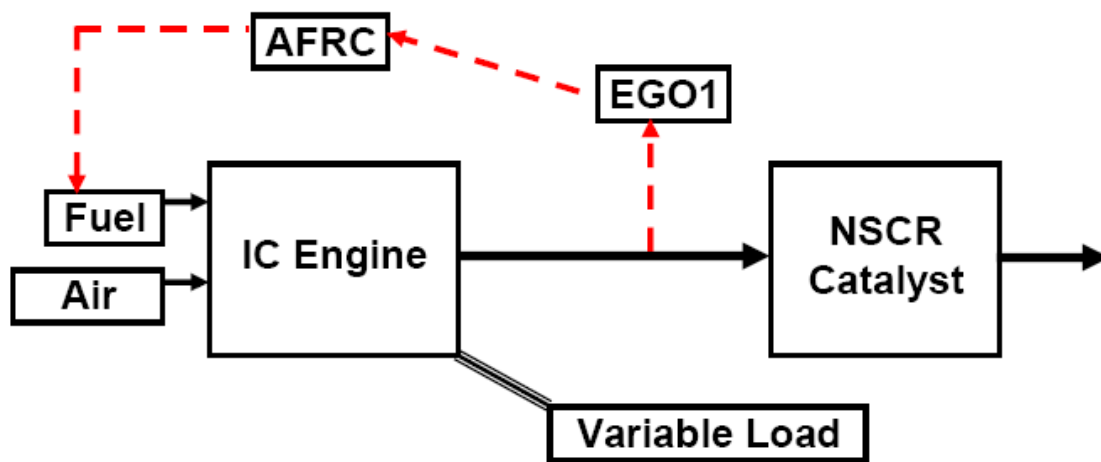 AFRC
EGO1
Fuel
IC Engine
NSCR
Catalyst
Air
Variable Load